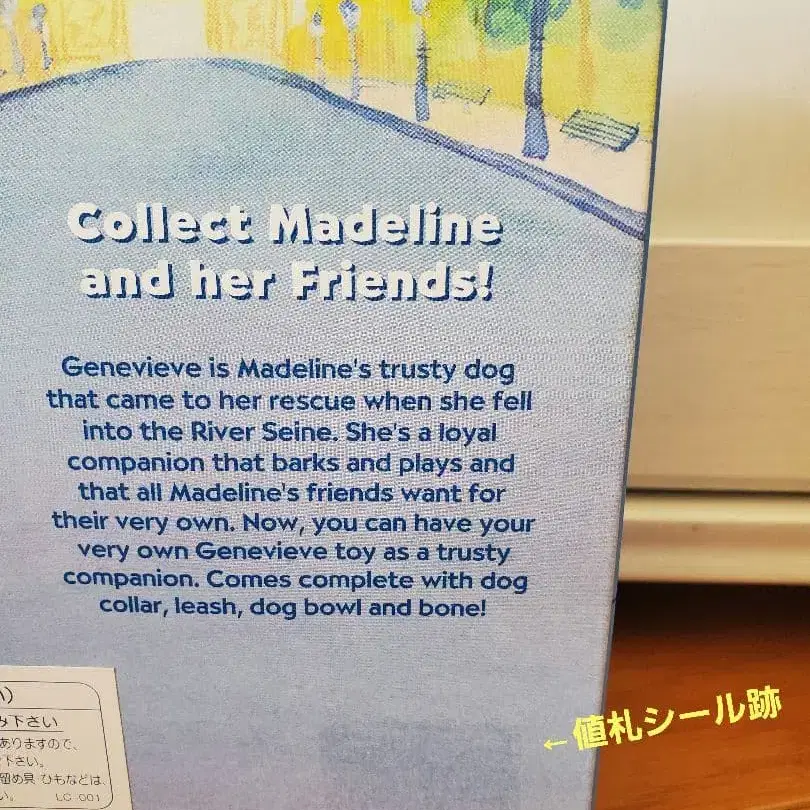 Collect Madeline
and her Friends!
Genevieve is Madeline's trusty dog
that came to her rescue when she fell
into the River Seine. She's a loyal
companion that barks and plays and
that all Madeline's friends want for
their very own. Now, you can have your
very own Genevieve toy as a trusty
companion. Comes complete with dog
collar, leash, dog bowl and bone!
←値札シール跡
み下さい
ありますので、
下さい。
留め具 ひもなどは
い。 LC-001